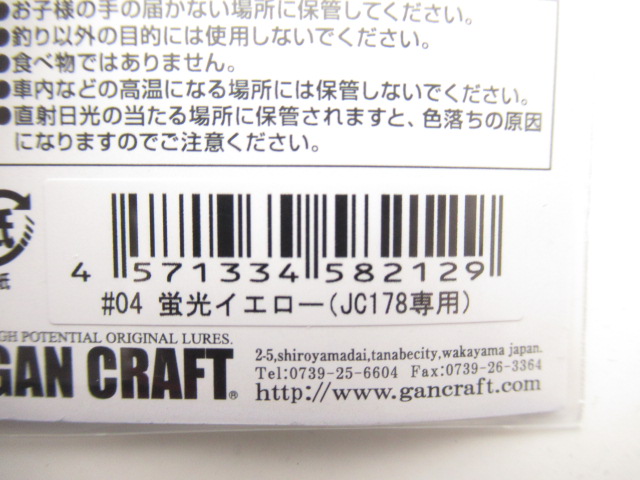 ●お子様の手の届かない場所に保管してください。
●釣り以外の目的には使用しないでください。
●食べ物ではありません。
●車内などの高温になる場所には保管しないでください。
●直射日光の当たる場所に保管されますと、色落ちの原因
になりますのでご注意ください。
紙
紙
4 571334 582129
#04 蛍光イエロー(JC178専用)
GH POTENTIAL ORIGINAL LURES.
GAN CRAFT®
2-5,shiroyamadai,tanabecity,wakayama japan.
Tel:0739-25-6604 Fax:0739-26-3364
http://www.gancraft.com